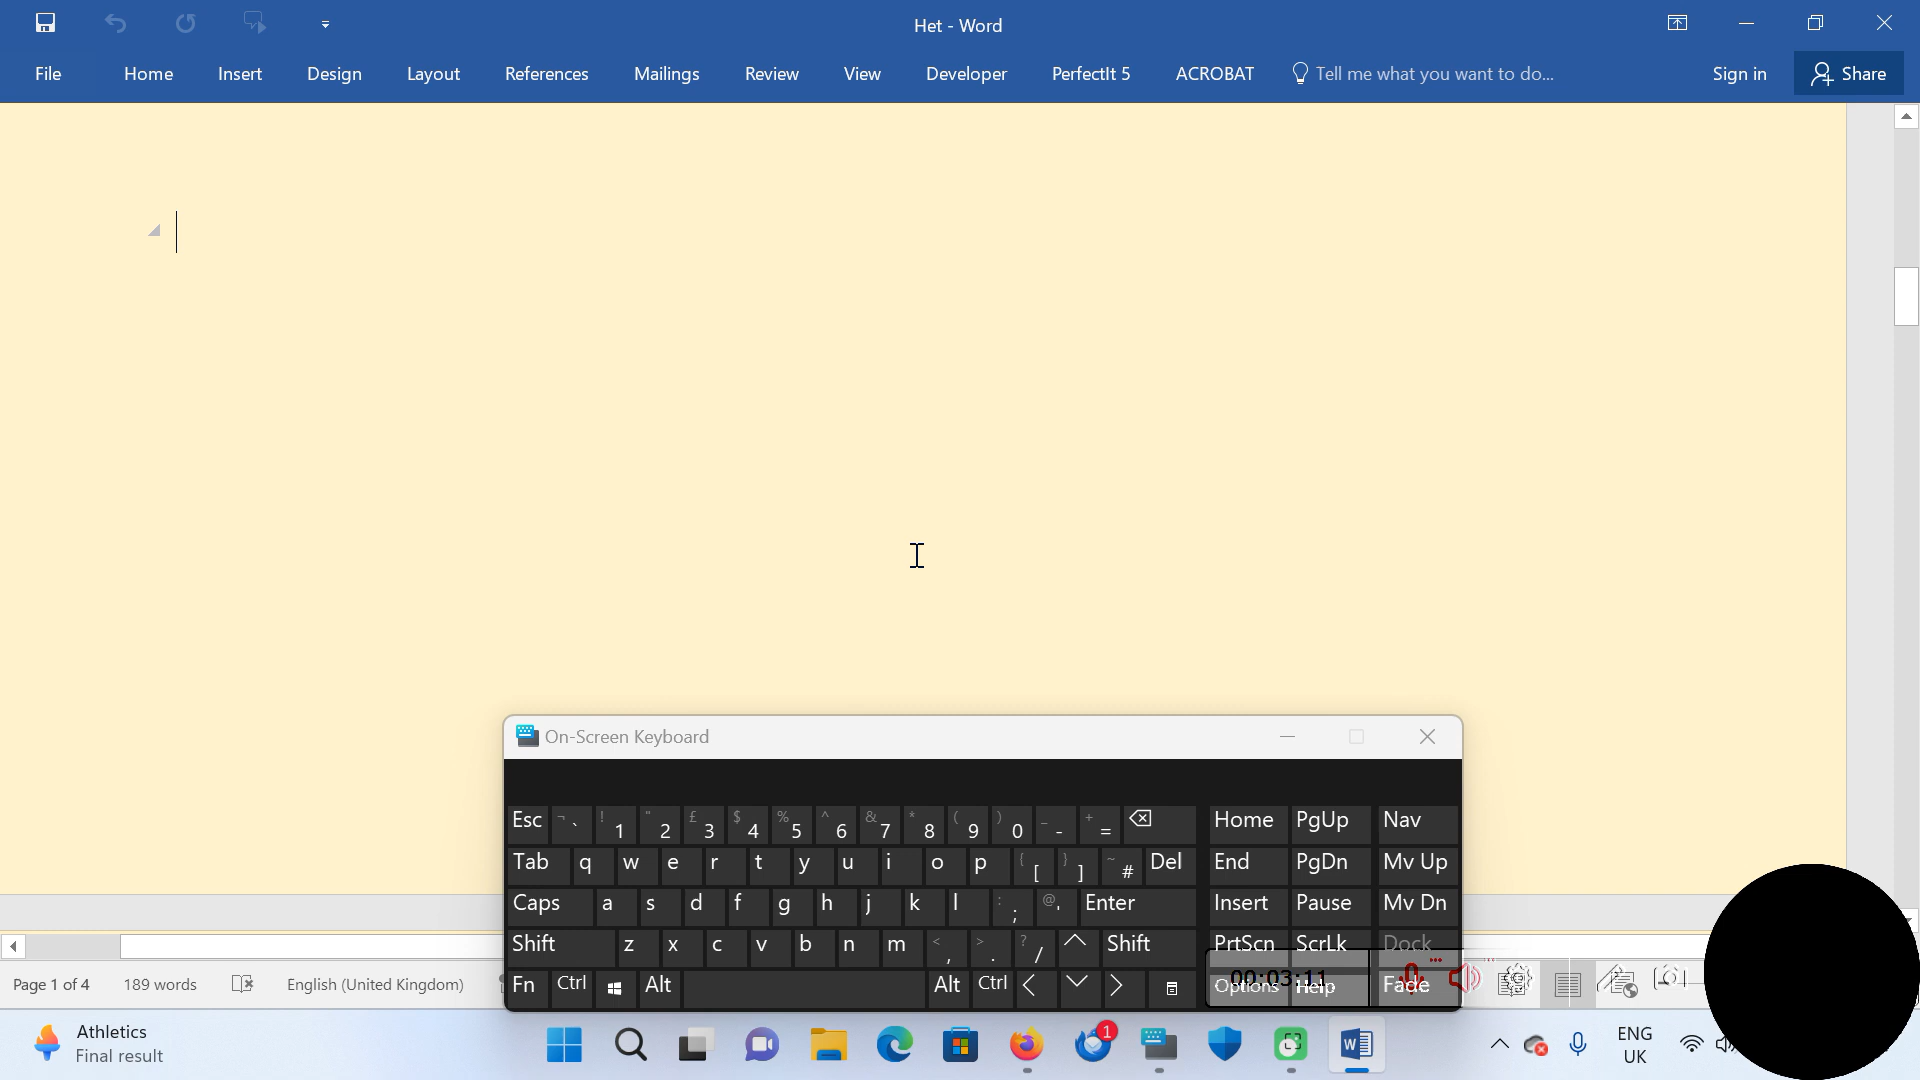 Het - Word
File Home Insert Design Layout References Mailings Review View Developer PerfectIt 5 ACROBAT Tell me what you want to do... Sign in Share
On-Screen Keyboard
Esc ¬ ` ! 1 " 2 £ 3 $ 4 % 5 ^ 6 & 7 * 8 ( 9 ) 0 _ - + = Home PgUp Nav
Tab q w e r t y u i o p { [ } ] ~ # Del End PgDn Mv Up
Caps a s d f g h j k l : ; @ ' Enter Insert Pause Mv Dn
Shift z x c v b n m < , > . ? / Shift PrtScn ScrLk Dock
Fn Ctrl Alt Alt Ctrl Options Help Fade
00:03:11
Page 1 of 4 189 words English (United Kingdom)
Athletics
Final result
1
ENG
UK